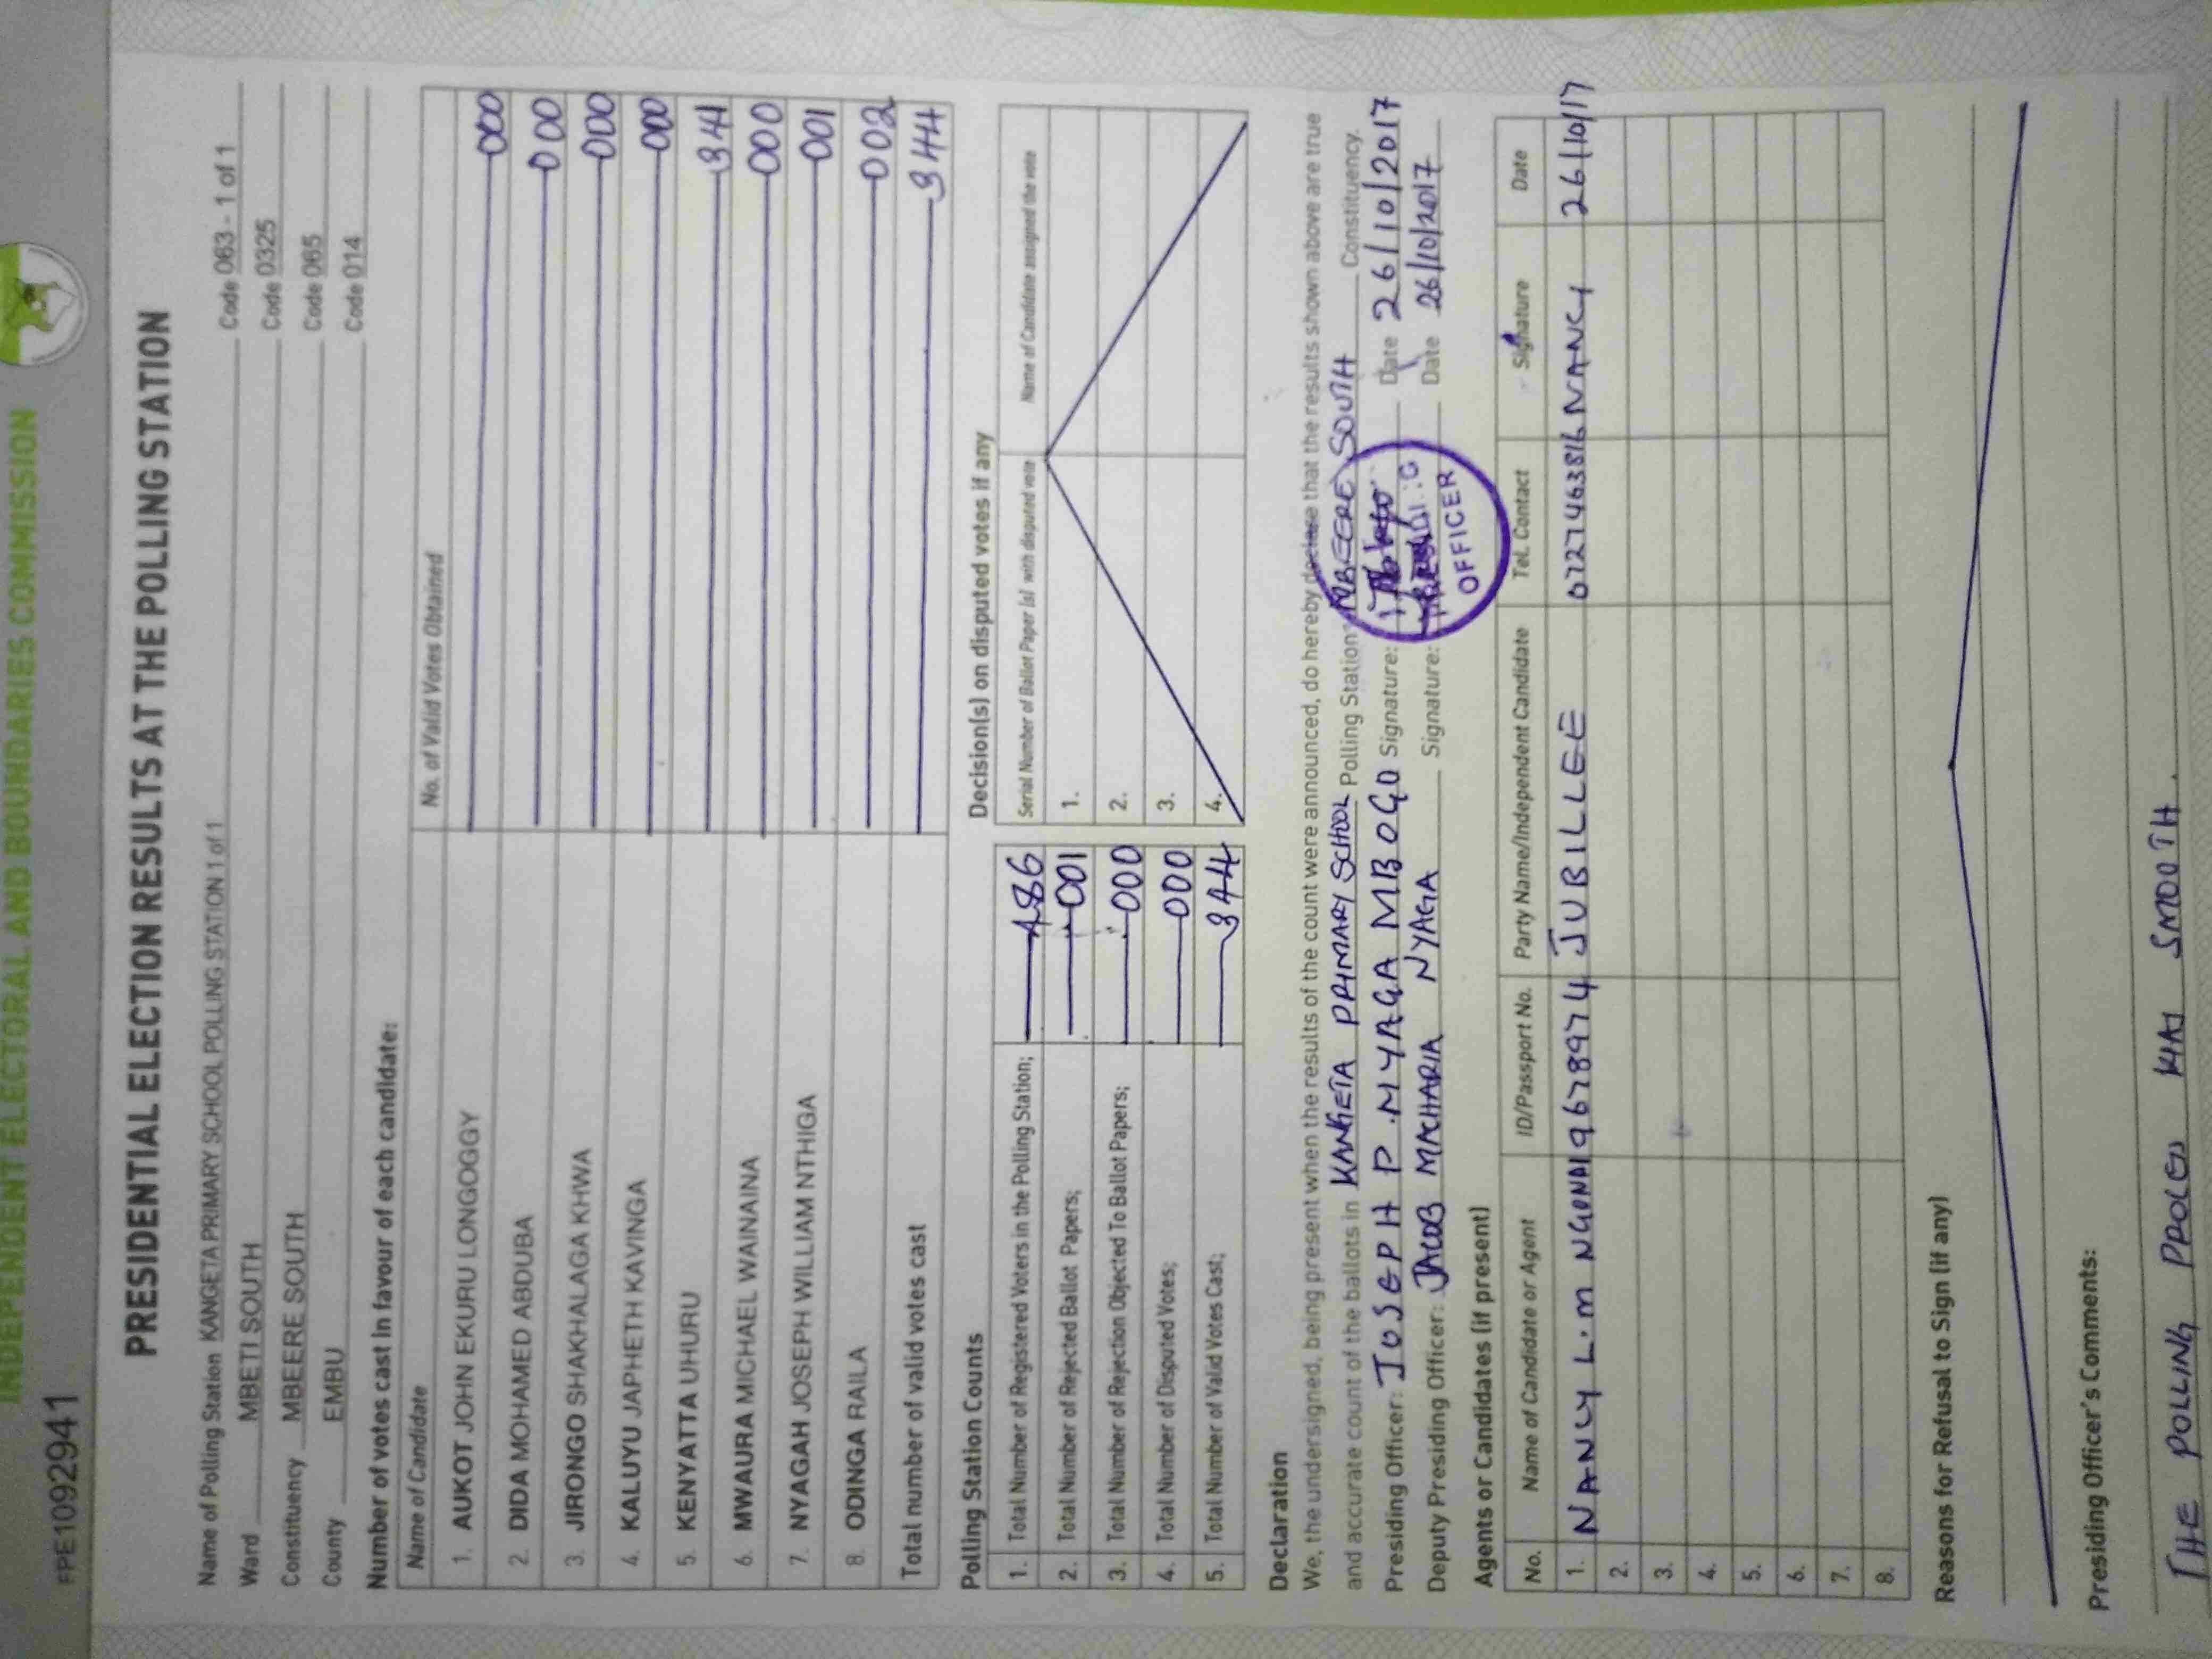 INDEPENDENT ELECTORAL AND BOUNDARIES COMMISSION
FPE1092941
PRESIDENTIAL ELECTION RESULTS AT THE POLLING STATION
Name of Polling Station KANGETA PRIMARY SCHOOL POLLING STATION 1 of 1 Code 063 - 1 of 1
Ward MBETI SOUTH Code 0325
Constituency MBEERE SOUTH Code 065
County EMBU Code 014
Number of votes cast in favour of each candidate:
Name of Candidate No. of Valid Votes Obtained
1. AUKOT JOHN EKURU LONGOGGY 000
2. DIDA MOHAMED ABDUBA 000
3. JIRONGO SHAKHALAGA KHWA 000
4. KALUYU JAPHETH KAVINGA 000
5. KENYATTA UHURU 341
6. MWAURA MICHAEL WAINAINA 000
7. NYAGAH JOSEPH WILLIAM NTHIGA 001
8. ODINGA RAILA 002
Total number of valid votes cast 344
Polling Station Counts
1. Total Number of Registered Voters in the Polling Station; 486
2. Total Number of Rejected Ballot Papers; 001
3. Total Number of Rejection Objected To Ballot Papers; 000
4. Total Number of Disputed Votes; 000
5. Total Number of Valid Votes Cast; 344
Decision(s) on disputed votes if any
Serial Number of Ballot Paper (s) with disputed vote Name of Candidate assigned the vote
1.
2.
3.
4.
Declaration
We, the undersigned, being present when the results of the count were announced, do hereby declare that the results shown above are true
and accurate count of the ballots in KANGETA PRIMARY SCHOOL Polling Station MBEERE SOUTH Constituency.
Presiding Officer: JOSEPH P. NYAGA MBOGO Signature: Date 26/10/2017
Deputy Presiding Officer: JACOB MACHARIA NYAGA Signature: Date 26/10/2017
OFFICER
Agents or Candidates (if present)
No. Name of Candidate or Agent ID/Passport No. Party Name/Independent Candidate Tel. Contact Signature Date
1. NANCY L.M NGONDI 9678974 JUBILLEE 0727463816 NANCY 26/10/17
2.
3.
4.
5.
6.
7.
8.
Reasons for Refusal to Sign (if any)
Presiding Officer's Comments:
THE POLLING PROCESS WAS SMOOTH.